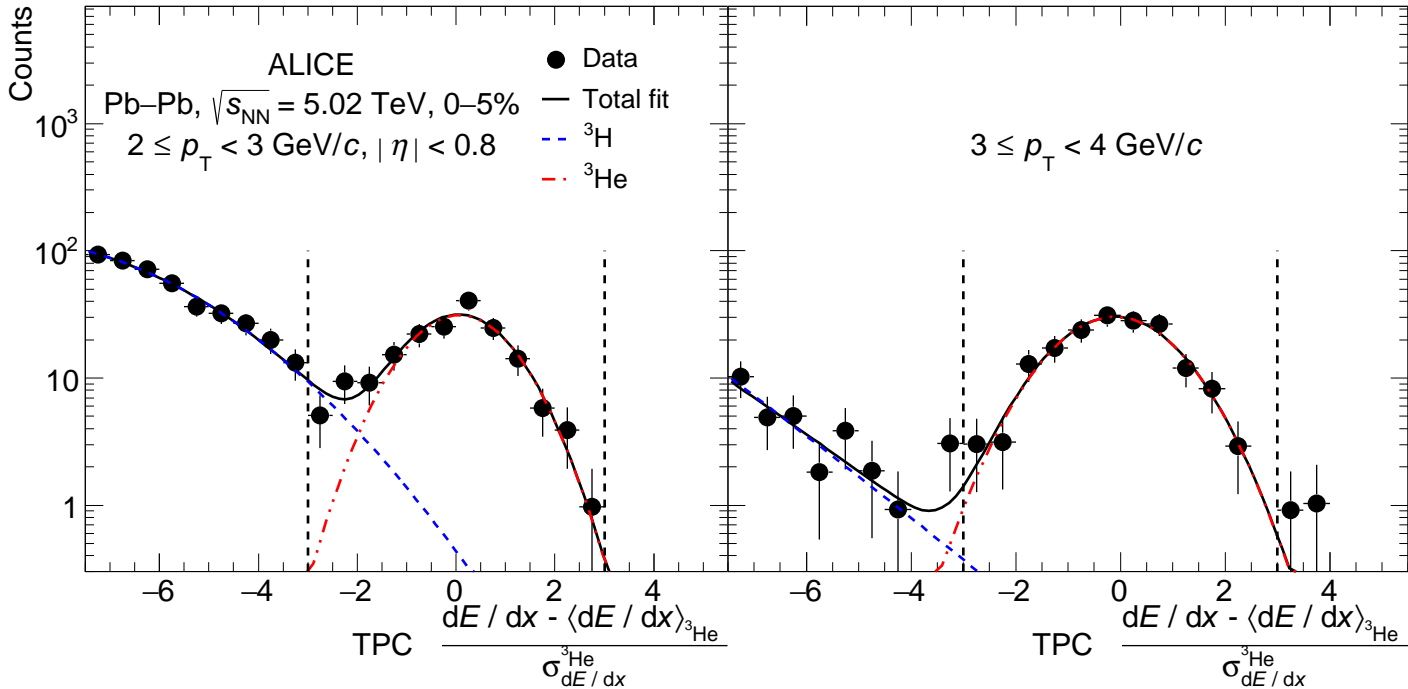 Counts
10³
10²
10
1
ALICE
Pb–Pb, √s_NN = 5.02 TeV, 0–5%
2 ≤ p_T < 3 GeV/c, | η | < 0.8
Data
Total fit
³H
³He
3 ≤ p_T < 4 GeV/c
−6 −4 −2 0 2 4
−6 −4 −2 0 2 4
TPC (dE / dx - ⟨dE / dx⟩_³He) / σ^³He_dE / dx
TPC (dE / dx - ⟨dE / dx⟩_³He) / σ^³He_dE / dx